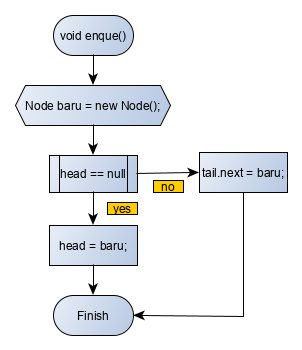 void enque()
Node baru = new Node();
head == null
no
tail.next = baru;
yes
head = baru;
Finish